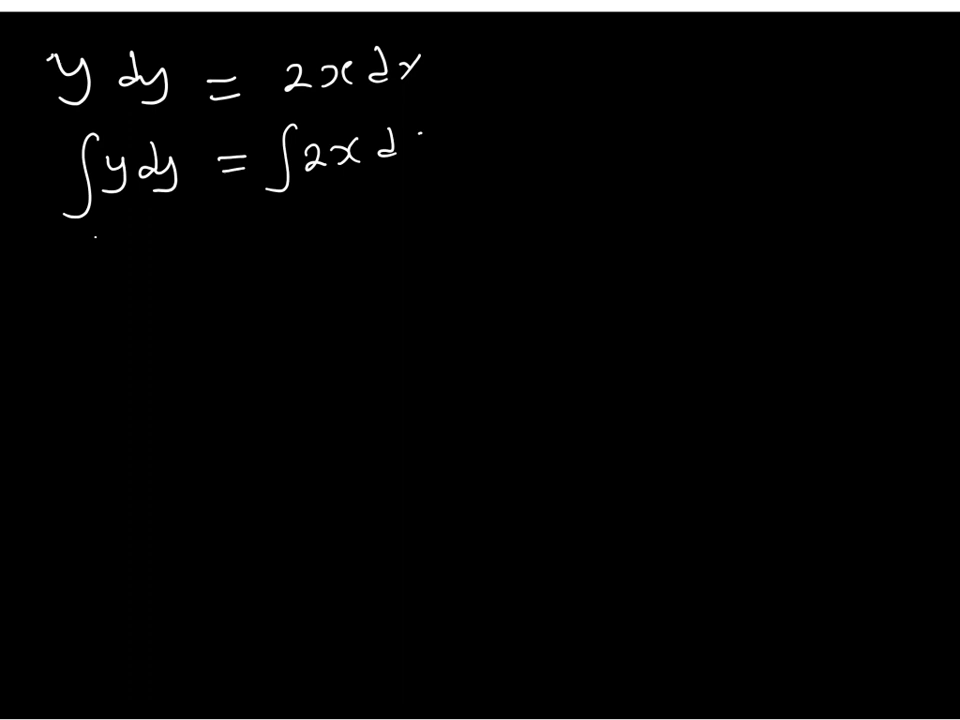 y dy = 2x dx
∫y dy = ∫2x d